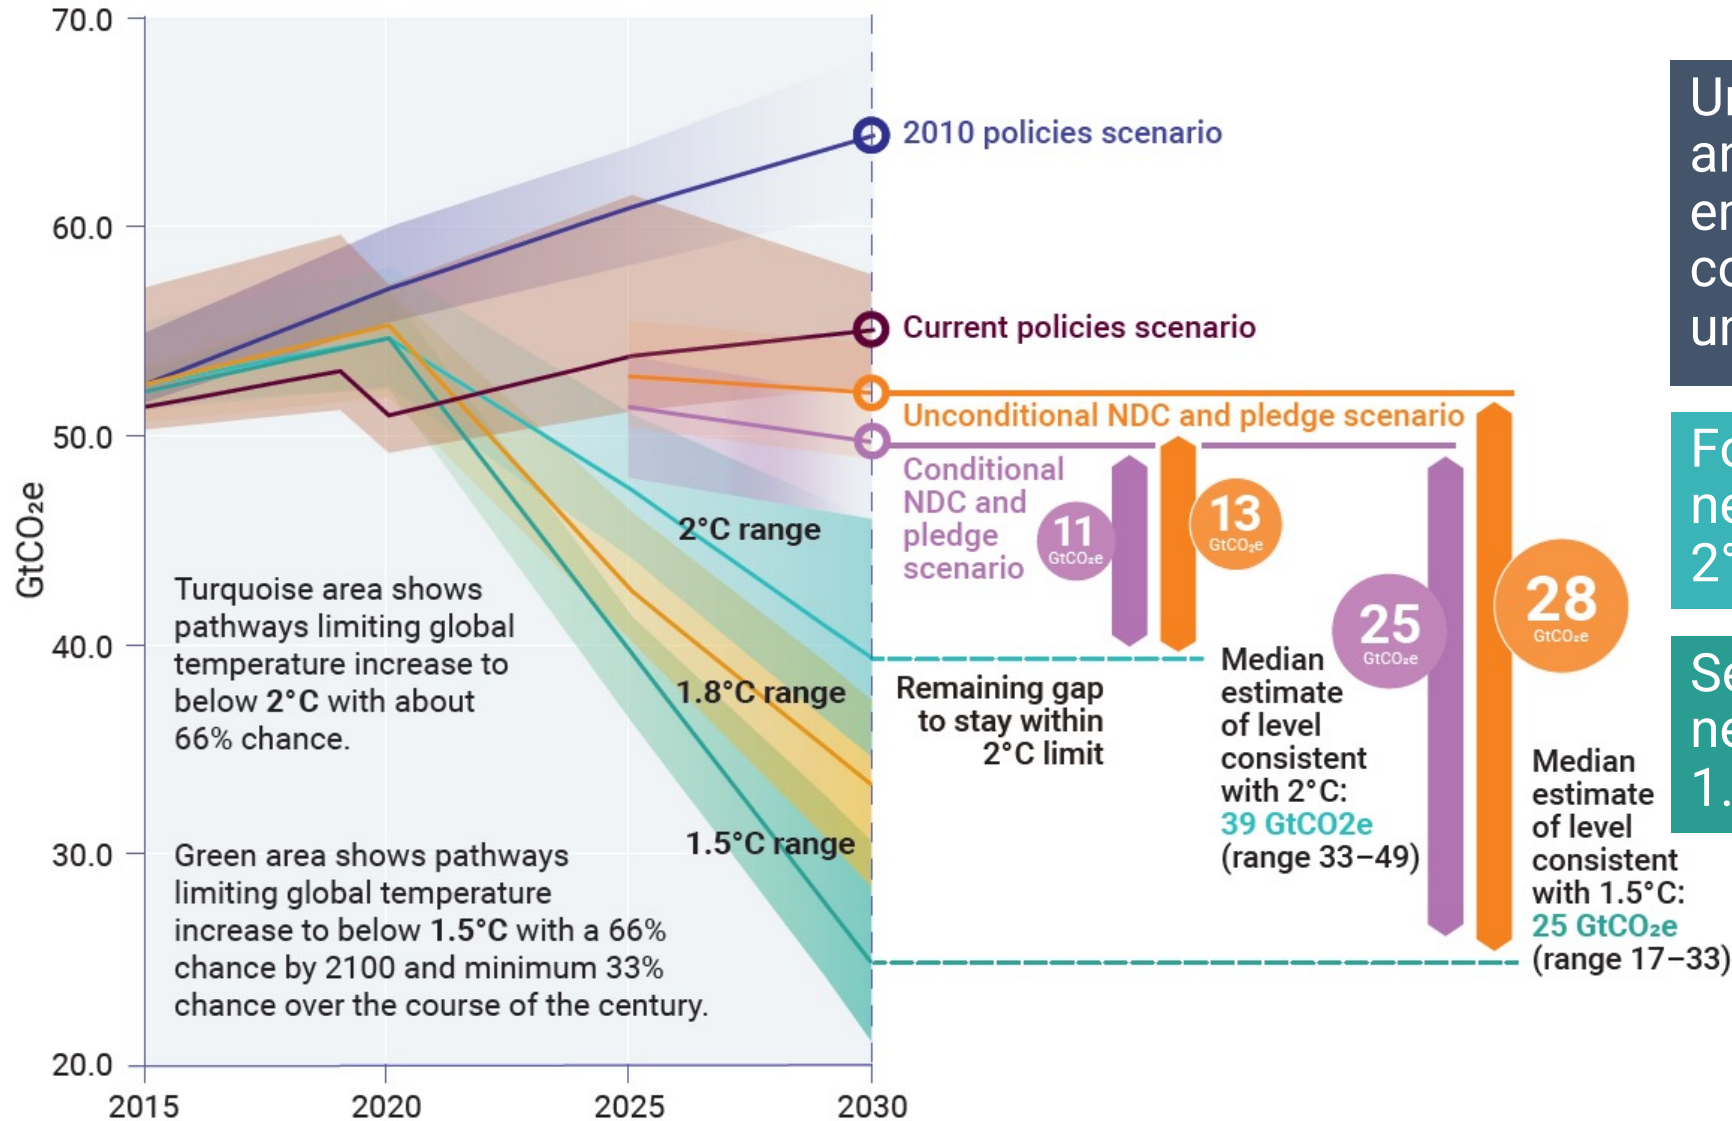 70.0
60.0
50.0
40.0
30.0
20.0
GtCO₂e
2015
2020
2025
2030
2010 policies scenario
Current policies scenario
Unconditional NDC and pledge scenario
Conditional
NDC and
pledge
scenario
11
GtCO₂e
13
GtCO₂e
25
GtCO₂e
28
GtCO₂e
2°C range
1.8°C range
1.5°C range
Turquoise area shows
pathways limiting global
temperature increase to
below 2°C with about
66% chance.
Green area shows pathways
limiting global temperature
increase to below 1.5°C with a 66%
chance by 2100 and minimum 33%
chance over the course of the century.
Remaining gap
to stay within
2°C limit
Median
estimate
of level
consistent
with 2°C:
39 GtCO2e
(range 33–49)
Median
estimate
of level
consistent
with 1.5°C:
25 GtCO₂e
(range 17–33)